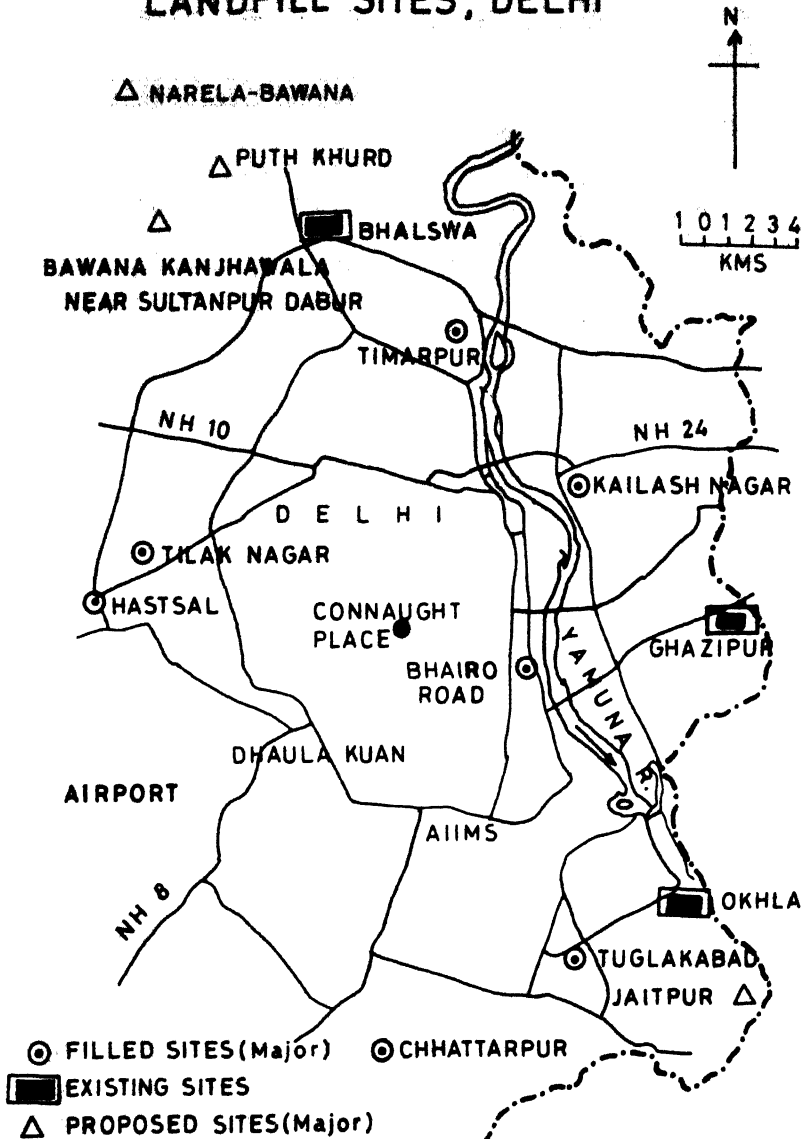 LANDFILL SITES, DELHI
N
NARELA-BAWANA
PUTH KHURD
1 0 1 2 3 4
KMS
BHALSWA
BAWANA KANJHAWALA
NEAR SULTANPUR DABUR
TIMARPUR
NH 10
NH 24
KAILASH NAGAR
DELHI
TILAK NAGAR
HASTSAL
CONNAUGHT
PLACE
GHAZIPUR
BHAIRO
ROAD
YAMUNA R.
DHAULA KUAN
AIRPORT
AIIMS
NH 8
OKHLA
TUGLAKABAD
JAITPUR
FILLED SITES(Major)
CHHATTARPUR
EXISTING SITES
PROPOSED SITES(Major)